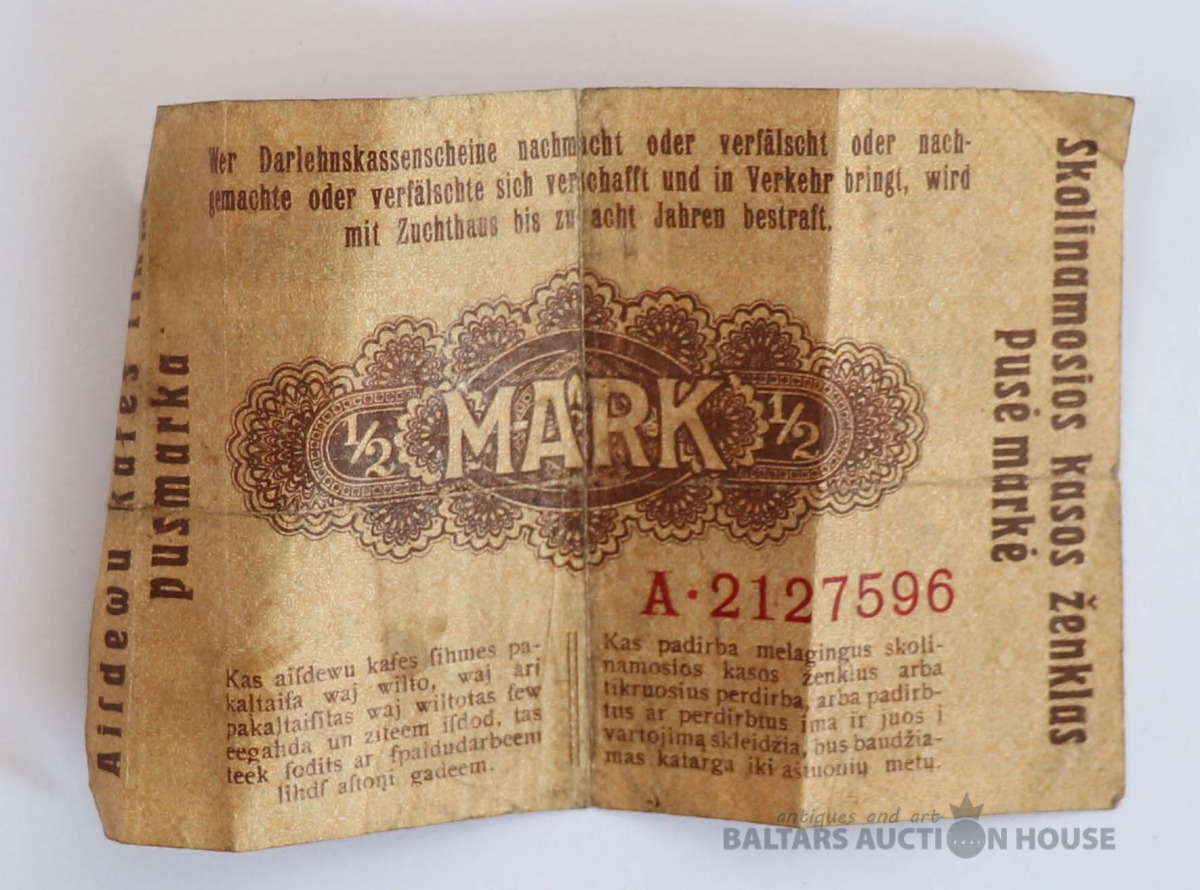 Wer Darlehnskassenscheine nachmacht oder verfälscht oder nach-
gemachte oder verfälschte sich verschafft und in Verkehr bringt, wird
mit Zuchthaus bis zu acht Jahren bestraft.
Aiſdewu kaſes
pusmarka
½ MARK ½
Skolinamosios kasos ženklas
Pusė markė
A·2127596
Kas aiſdewu kaſes ſihmes pa-
kaļtaiſa waj wilto, waj ari
pakaļtaiſitas waj wiltotas ſew
eegahda un ziteem iſdod, tas
teek ſodits ar ſpaidudarbeem
lihdſ aſtoņi gadeem.
Kas padirba melagingus skoli-
namosios kasos ženklus arba
tikruosius perdirba, arba padirb-
tus ar perdirbtus ima ir juos į
vartojimą skleidžia, bus baudžia-
mas katarga iki aštuonių metų.
antiques and art
BALTARS AUCTION HOUSE